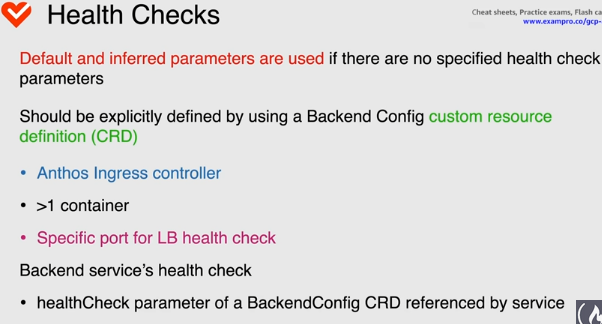 Health Checks
Cheat sheets, Practice exams, Flash ca
www.exampro.co/gcp-
Default and inferred parameters are used if there are no specified health check
parameters
Should be explicitly defined by using a Backend Config custom resource
definition (CRD)
• Anthos Ingress controller
• >1 container
• Specific port for LB health check
Backend service's health check
• healthCheck parameter of a BackendConfig CRD referenced by service